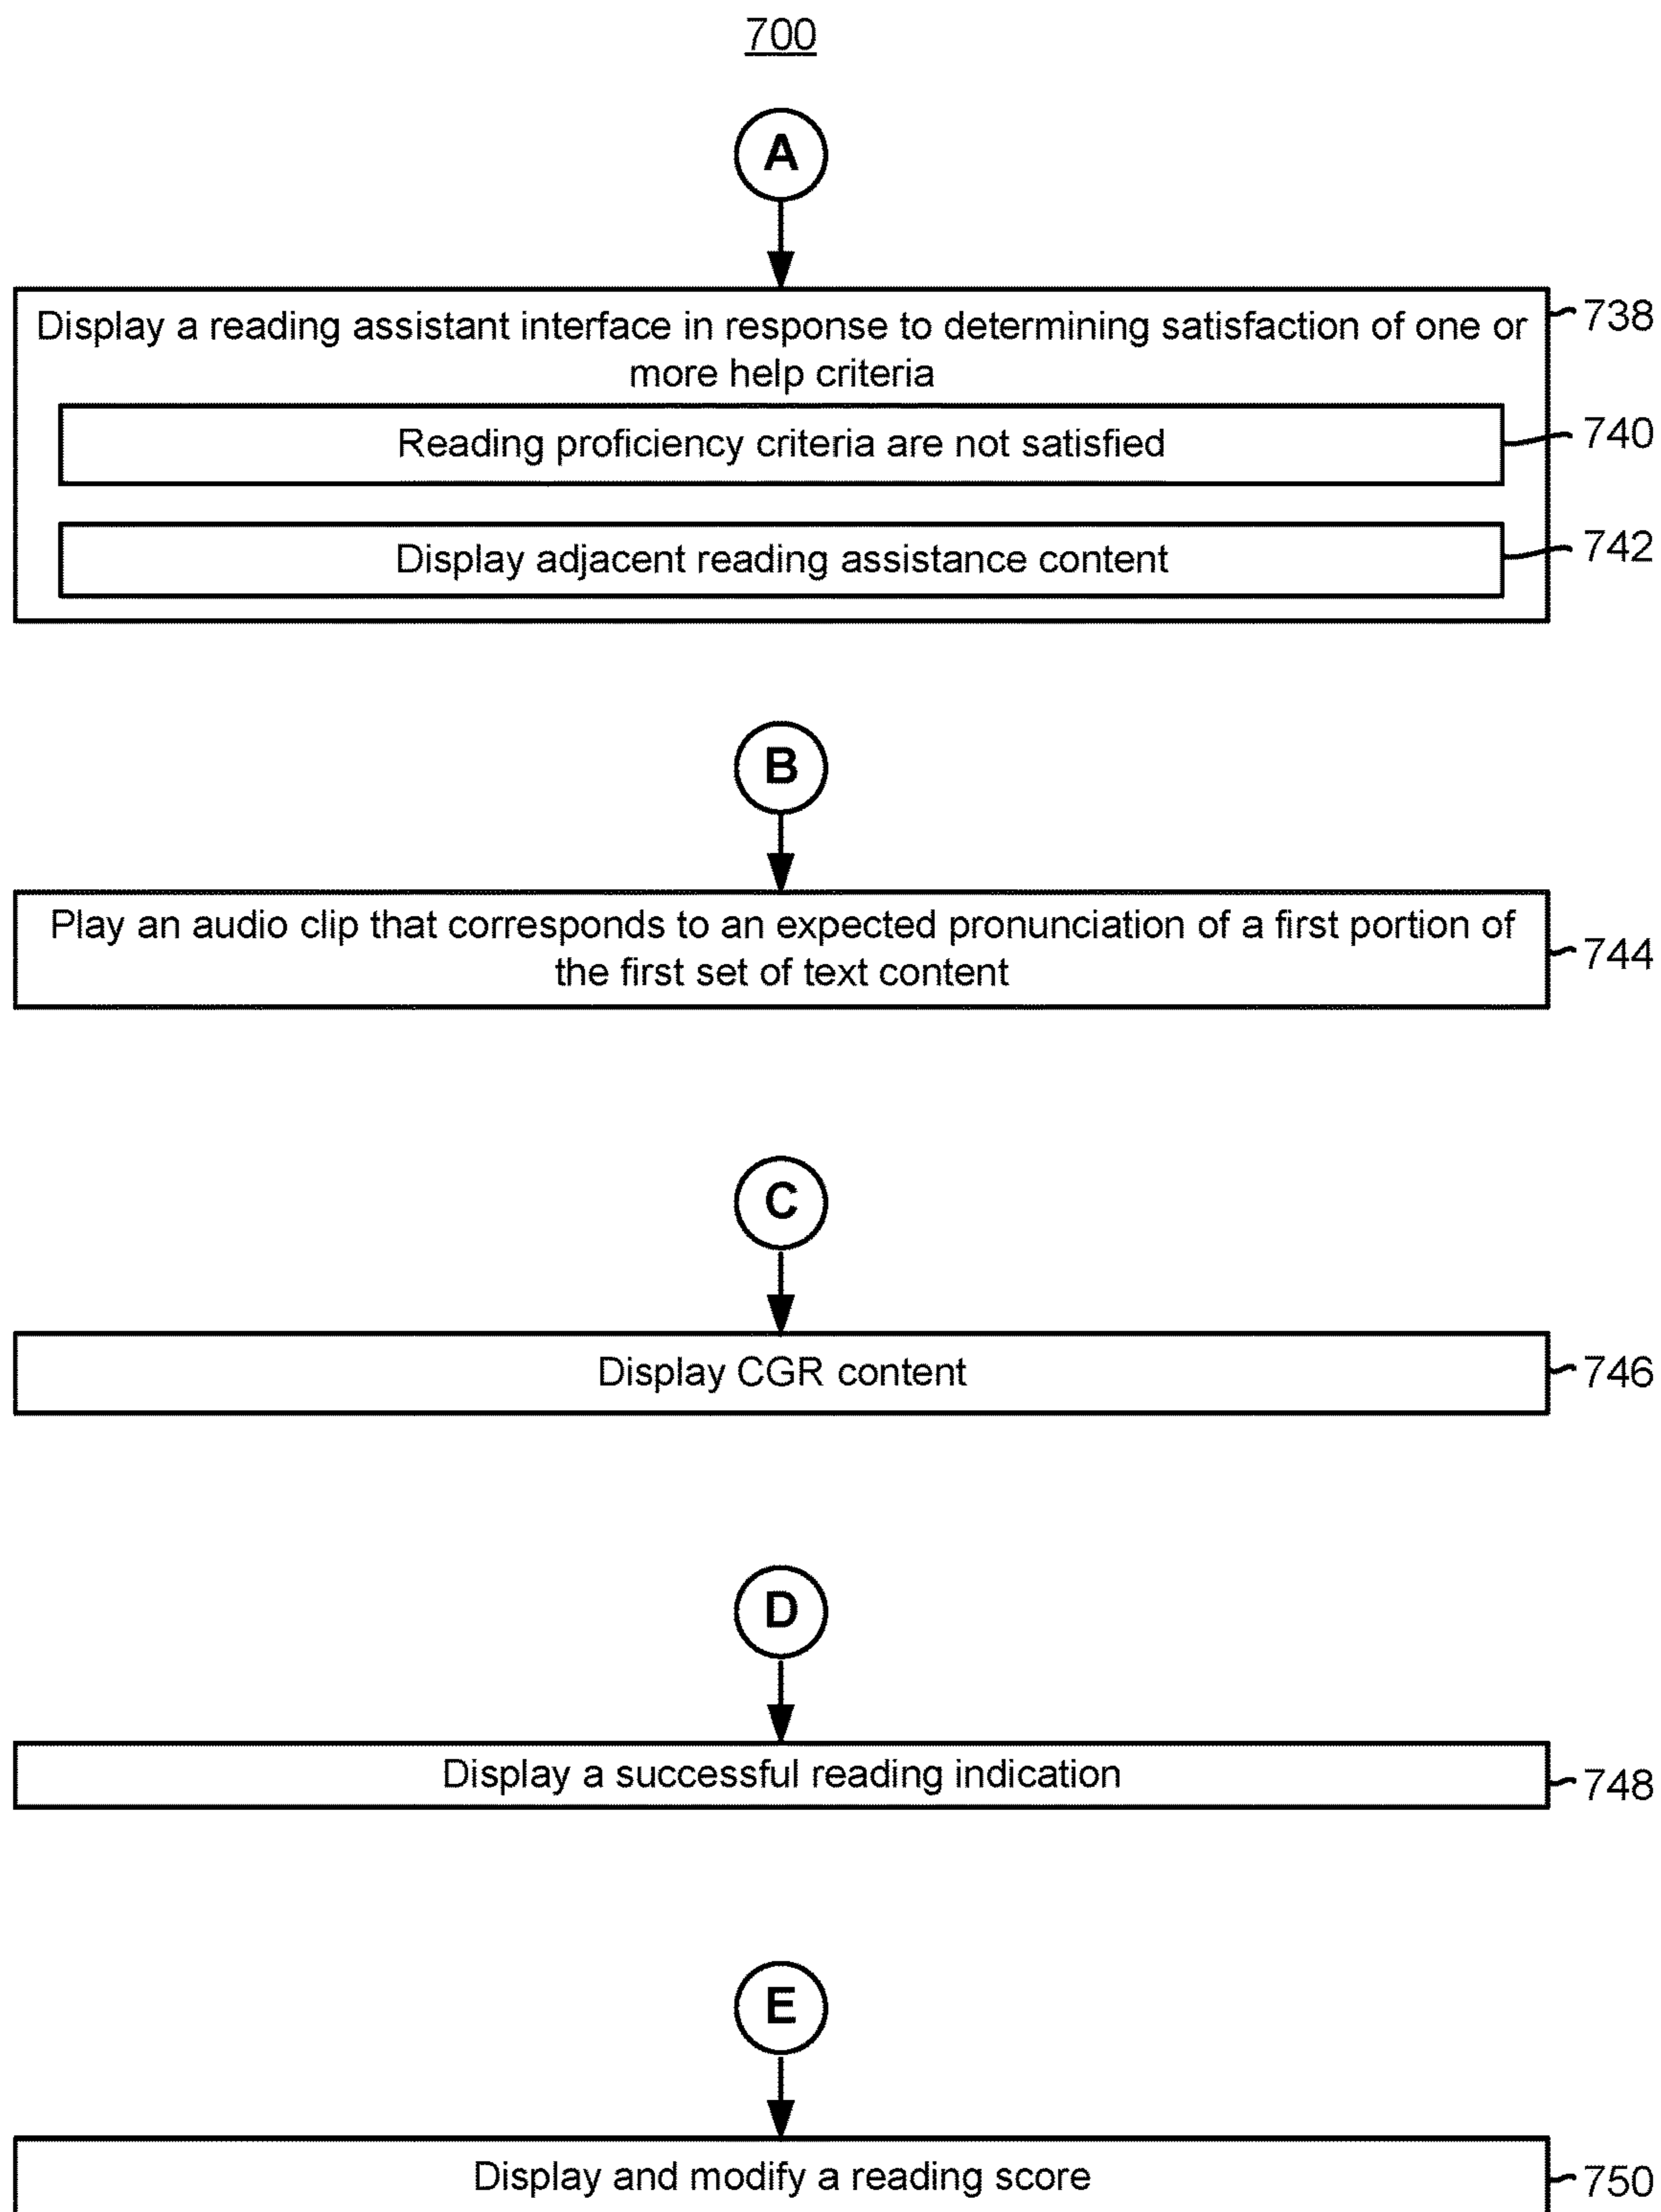 700
A
Display a reading assistant interface in response to determining satisfaction of one or
more help criteria
738
Reading proficiency criteria are not satisfied
740
Display adjacent reading assistance content
742
B
Play an audio clip that corresponds to an expected pronunciation of a first portion of
the first set of text content
744
C
Display CGR content
746
D
Display a successful reading indication
748
E
Display and modify a reading score
750